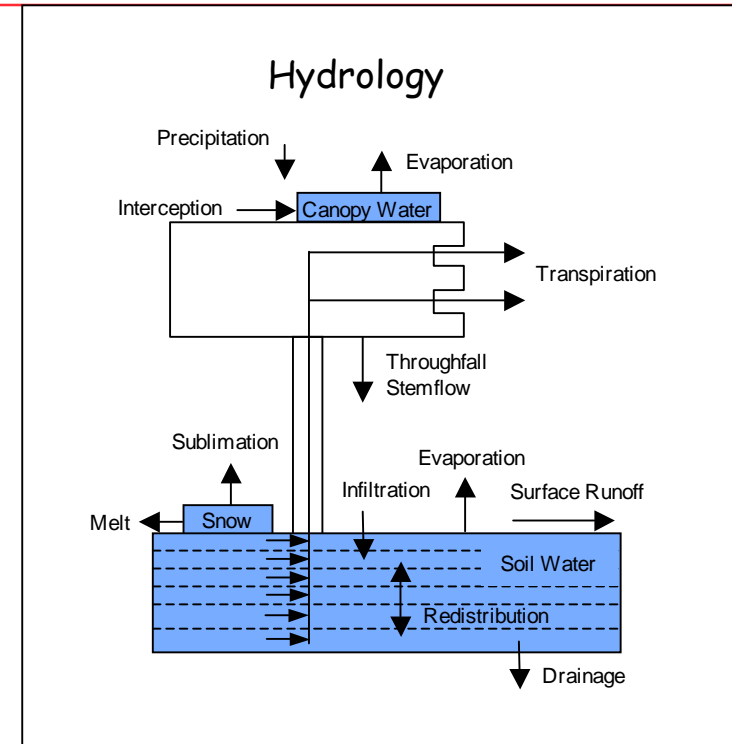 Hydrology
Precipitation
Evaporation
Interception
Canopy Water
Transpiration
Throughfall
Stemflow
Sublimation
Evaporation
Infiltration
Surface Runoff
Melt
Snow
Soil Water
Redistribution
Drainage